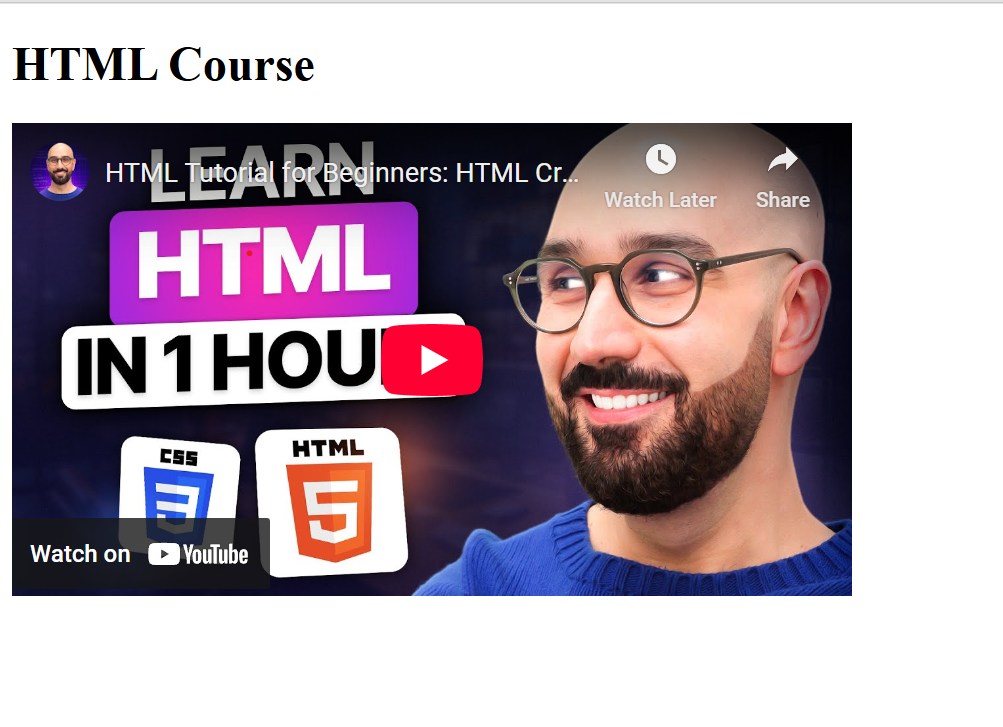 HTML Course
HTML Tutorial for Beginners: HTML Cr...
Watch Later
Share
LEARN
HTML
IN 1 HOU
CSS
HTML
Watch on YouTube